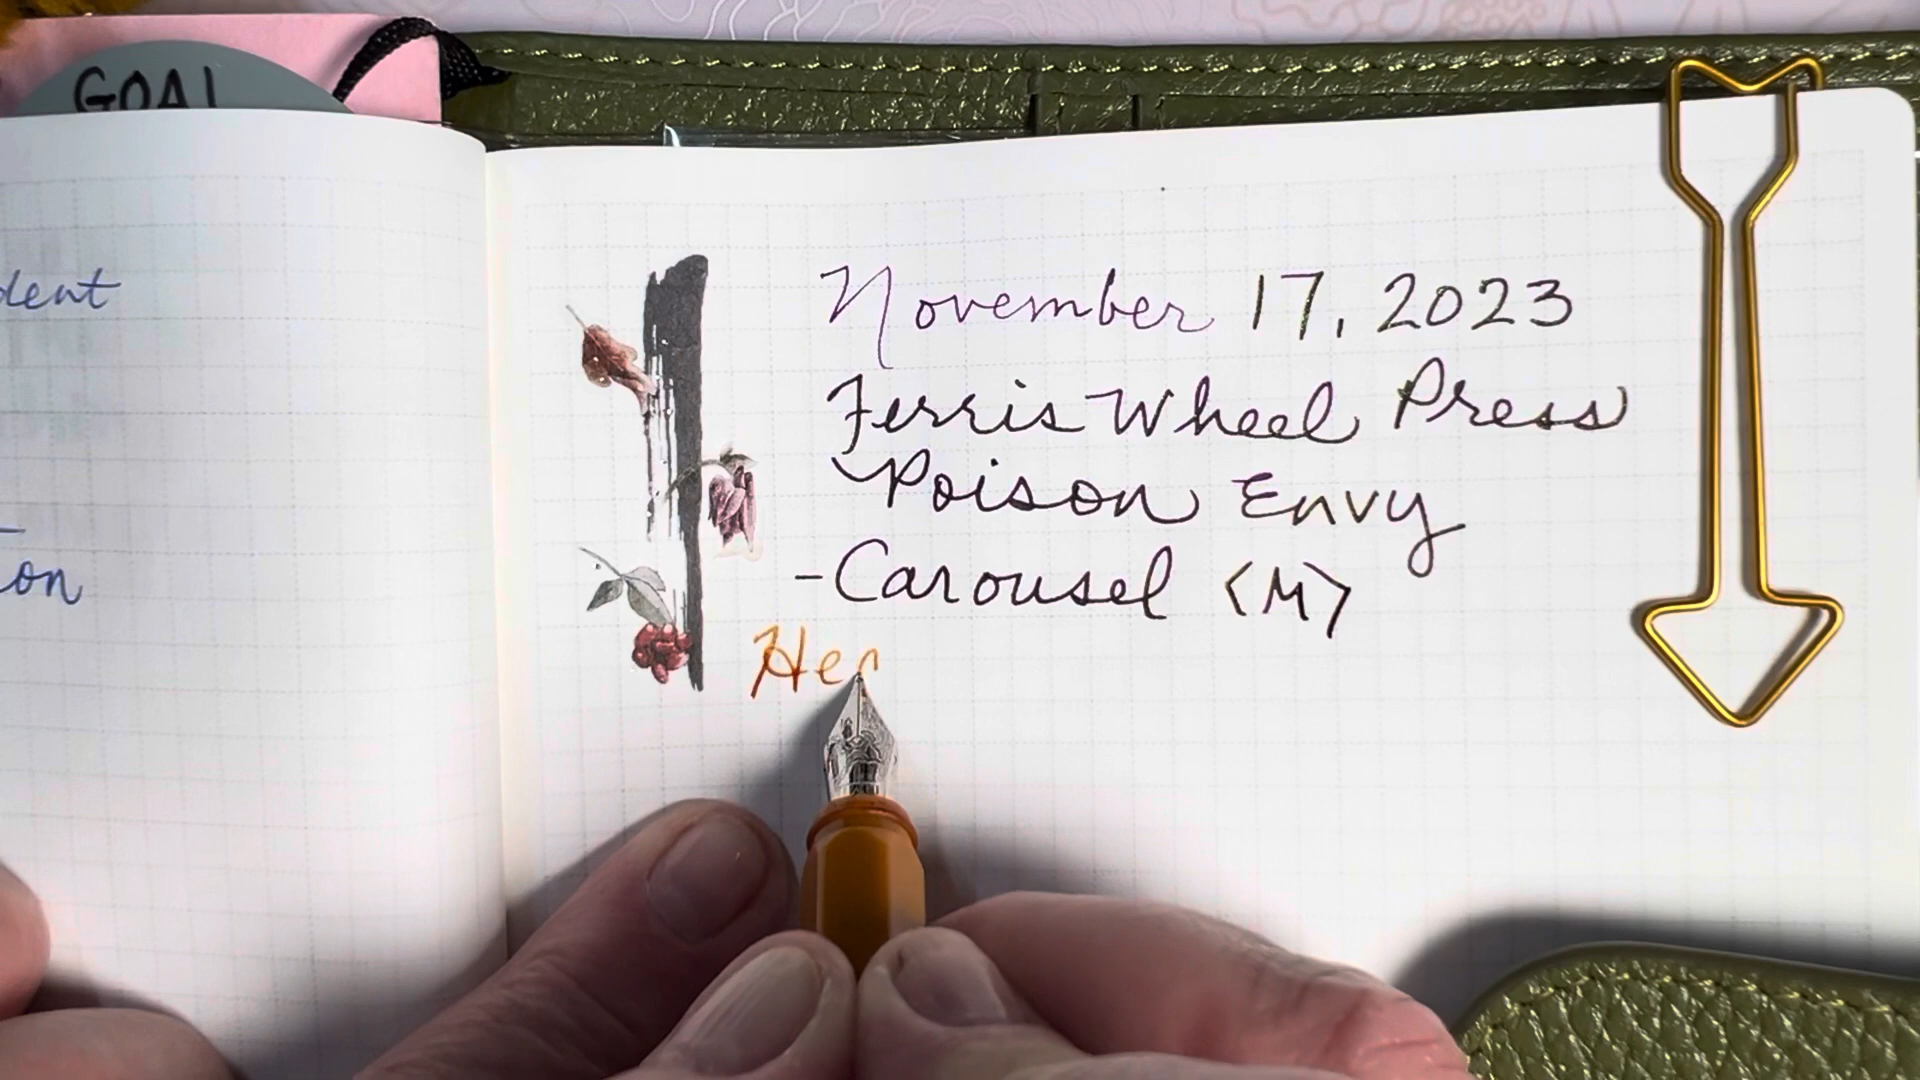 GOAL
dent
on
November 17, 2023
Ferris Wheel Press
Poison Envy
-Carousel <M>
Her